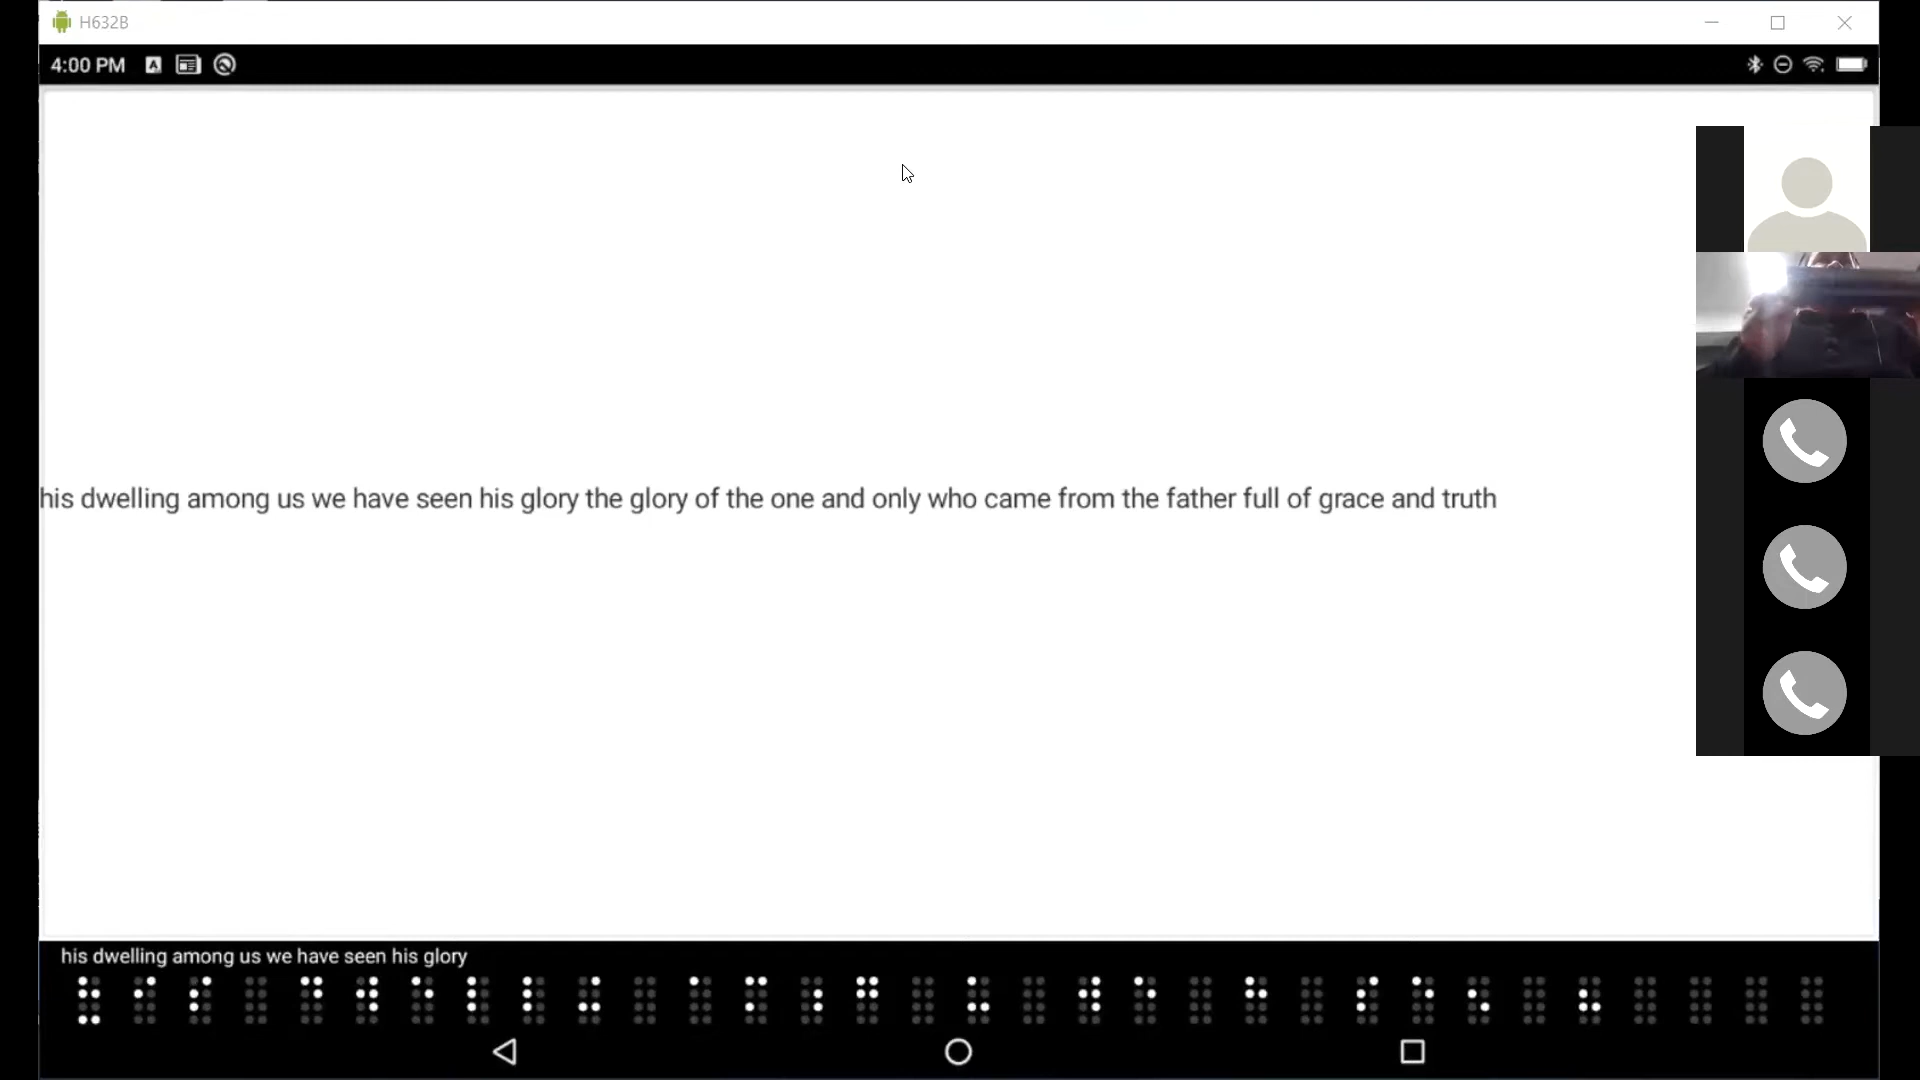 H632B
4:00 PM
his dwelling among us we have seen his glory the glory of the one and only who came from the father full of grace and truth
his dwelling among us we have seen his glory